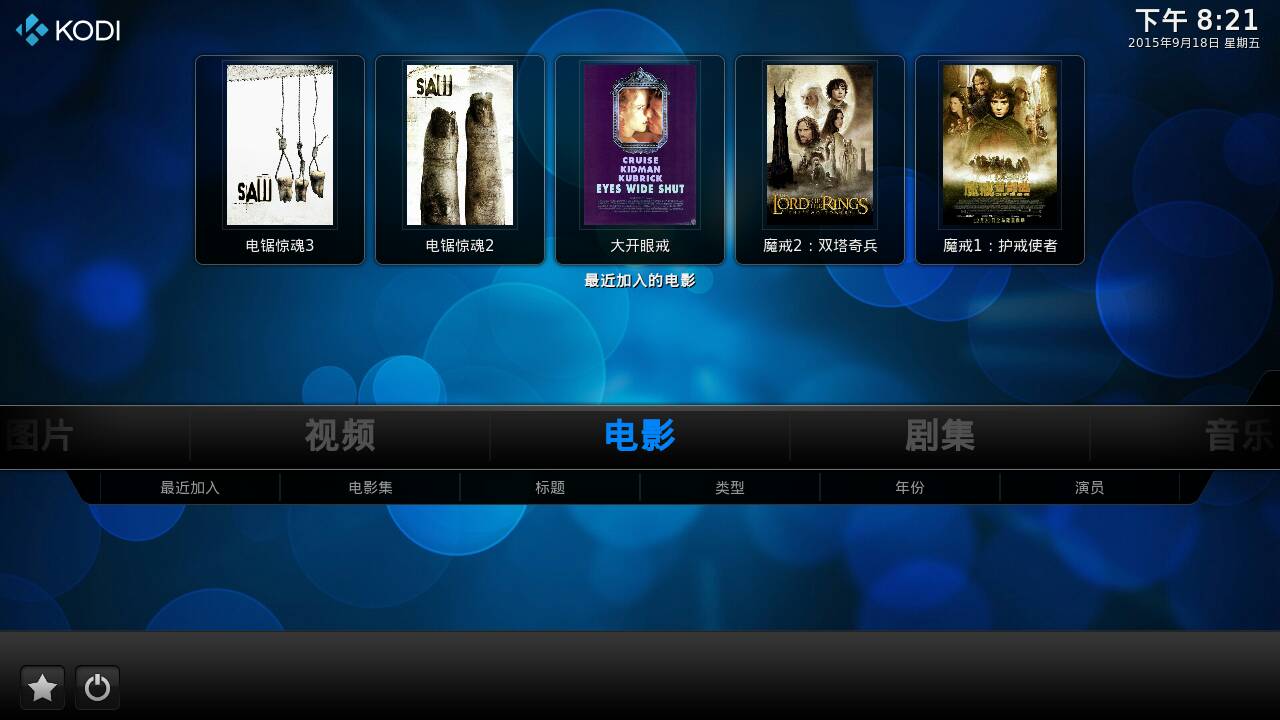 KODI
下午 8:21
2015年9月18日 星期五
SAW
SAW
CRUISE
KIDMAN
KUBRICK
EYES WIDE SHUT
THE LORD OF THE RINGS
电锯惊魂3
电锯惊魂2
大开眼戒
魔戒2：双塔奇兵
魔戒1：护戒使者
最近加入的电影
图片
视频
电影
剧集
音乐
最近加入
电影集
标题
类型
年份
演员